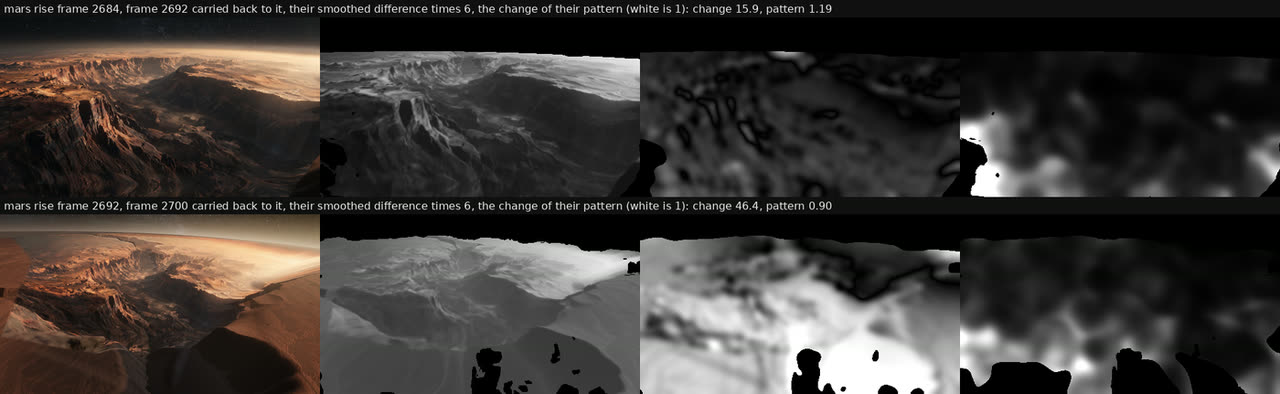 mars rise frame 2684, frame 2692 carried back to it, their smoothed difference times 6, the change of their pattern (white is 1): change 15.9, pattern 1.19
mars rise frame 2692, frame 2700 carried back to it, their smoothed difference times 6, the change of their pattern (white is 1): change 46.4, pattern 0.90